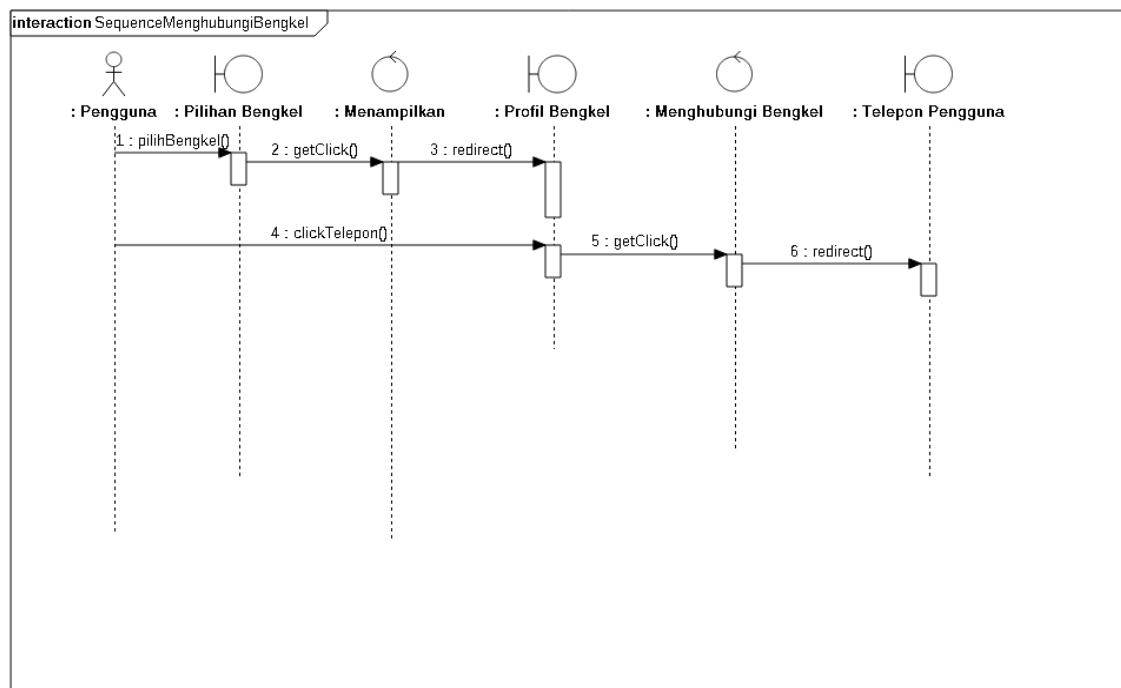 interaction SequenceMenghubungiBengkel
: Pengguna
: Pilihan Bengkel
: Menampilkan
: Profil Bengkel
: Menghubungi Bengkel
: Telepon Pengguna
1 : pilihBengkel()
2 : getClick()
3 : redirect()
4 : clickTelepon()
5 : getClick()
6 : redirect()